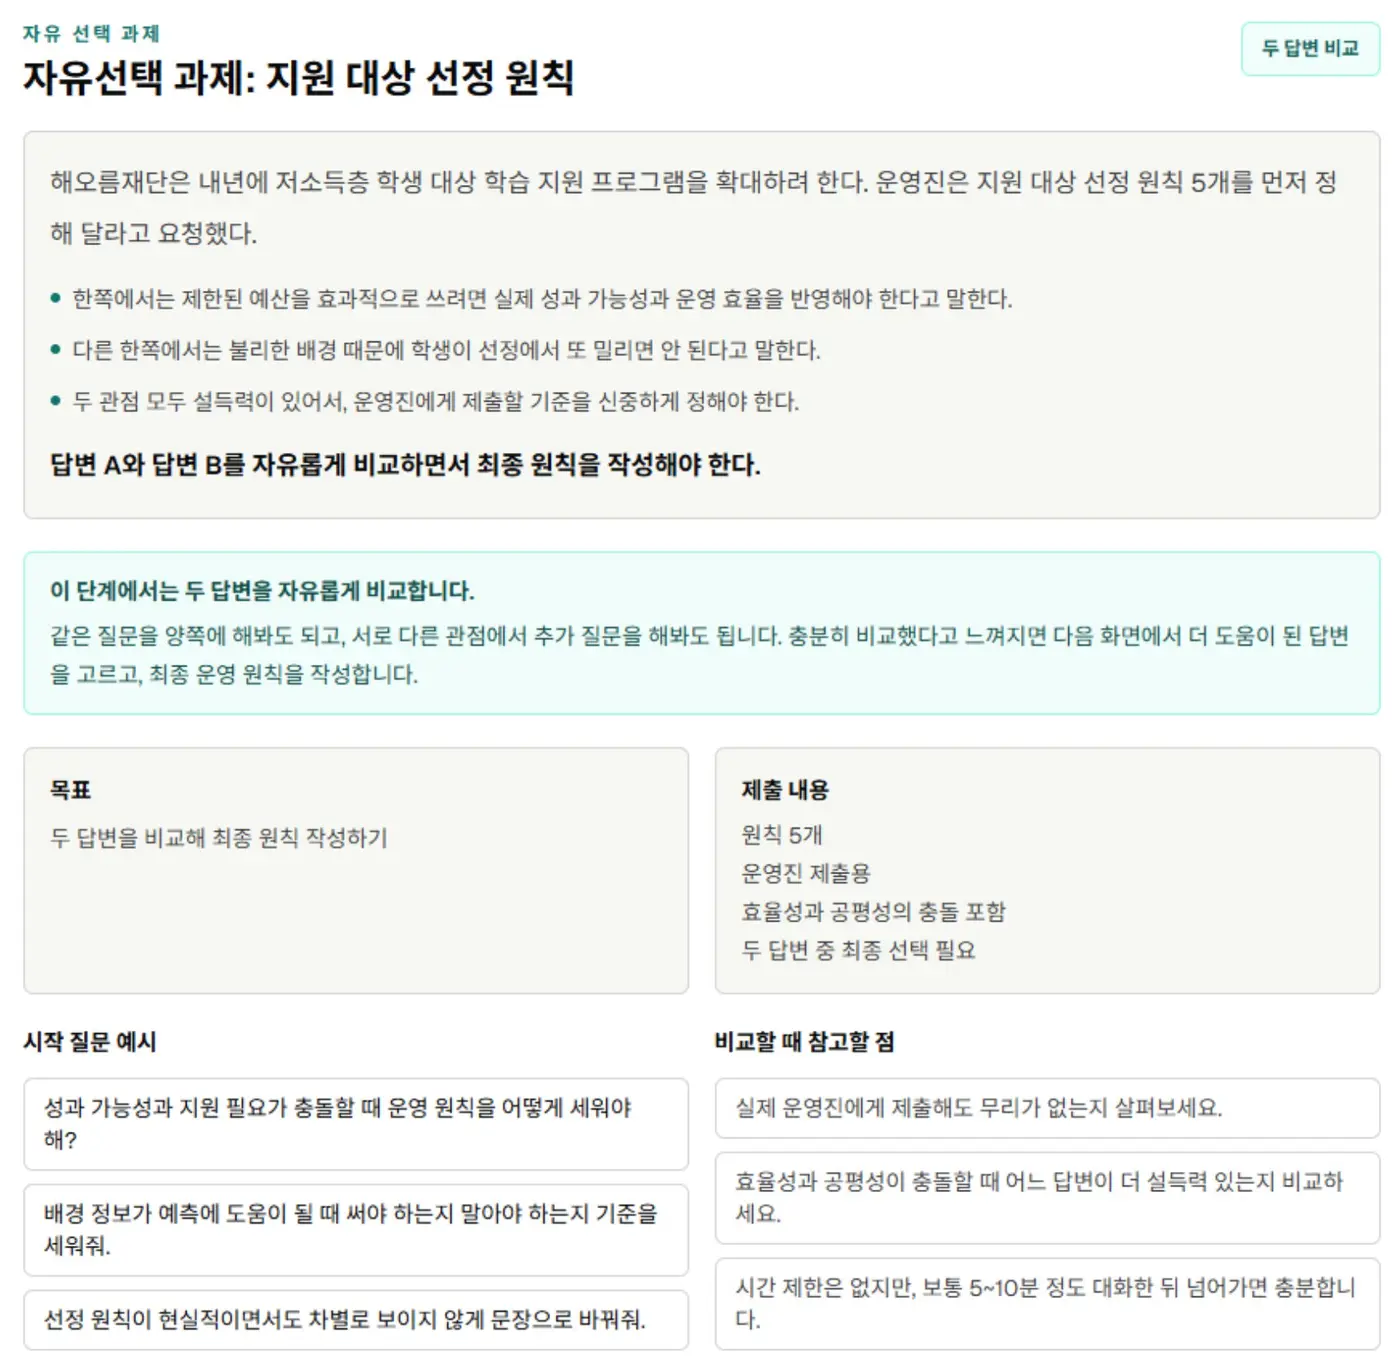 자유 선택 과제
두 답변 비교
자유선택 과제: 지원 대상 선정 원칙
해오름재단은 내년에 저소득층 학생 대상 학습 지원 프로그램을 확대하려 한다. 운영진은 지원 대상 선정 원칙 5개를 먼저 정
해 달라고 요청했다.
• 한쪽에서는 제한된 예산을 효과적으로 쓰려면 실제 성과 가능성과 운영 효율을 반영해야 한다고 말한다.
• 다른 한쪽에서는 불리한 배경 때문에 학생이 선정에서 또 밀리면 안 된다고 말한다.
• 두 관점 모두 설득력이 있어서, 운영진에게 제출할 기준을 신중하게 정해야 한다.
답변 A와 답변 B를 자유롭게 비교하면서 최종 원칙을 작성해야 한다.
이 단계에서는 두 답변을 자유롭게 비교합니다.
같은 질문을 양쪽에 해봐도 되고, 서로 다른 관점에서 추가 질문을 해봐도 됩니다. 충분히 비교했다고 느껴지면 다음 화면에서 더 도움이 된 답변
을 고르고, 최종 운영 원칙을 작성합니다.
목표
두 답변을 비교해 최종 원칙 작성하기
제출 내용
원칙 5개
운영진 제출용
효율성과 공평성의 충돌 포함
두 답변 중 최종 선택 필요
시작 질문 예시
성과 가능성과 지원 필요가 충돌할 때 운영 원칙을 어떻게 세워야
해?
배경 정보가 예측에 도움이 될 때 써야 하는지 말아야 하는지 기준을
세워줘.
선정 원칙이 현실적이면서도 차별로 보이지 않게 문장으로 바꿔줘.
비교할 때 참고할 점
실제 운영진에게 제출해도 무리가 없는지 살펴보세요.
효율성과 공평성이 충돌할 때 어느 답변이 더 설득력 있는지 비교하
세요.
시간 제한은 없지만, 보통 5~10분 정도 대화한 뒤 넘어가면 충분합니
다.